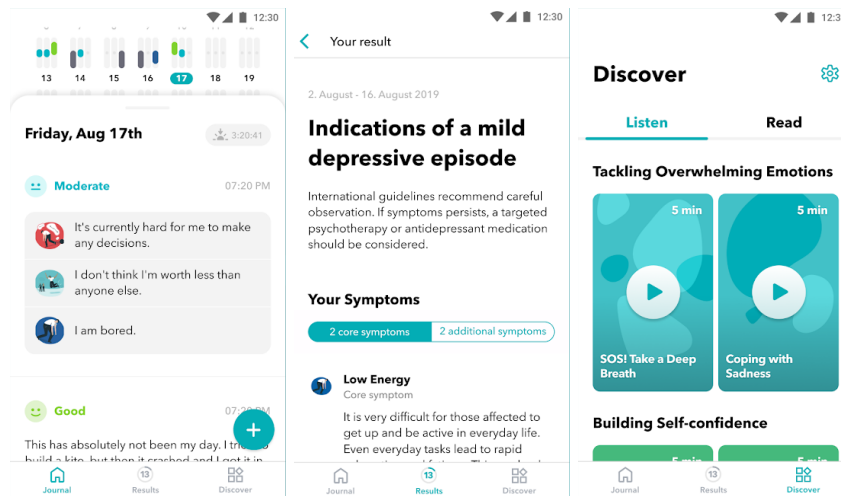 12:30
13 14 15 16 17 18 19
Friday, Aug 17th
3:20:41
Moderate
07:20 PM
It's currently hard for me to make
any decisions.
I don't think I'm worth less than
anyone else.
I am bored.
Good
This has absolutely not been my day. I
build a kite, but then it crashed and I got it in
Journal
Results
13
Discover
12:30
Your result
2. August - 16. August 2019
Indications of a mild
depressive episode
International guidelines recommend careful
observation. If symptoms persists, a targeted
psychotherapy or antidepressant medication
should be considered.
Your Symptoms
2 core symptoms
2 additional symptoms
Low Energy
Core symptom
It is very difficult for those affected to
get up and be active in everyday life.
Even everyday tasks lead to rapid
Journal
13
Results
Discover
12:3
Discover
Listen
Read
Tackling Overwhelming Emotions
5 min
5 min
SOS! Take a Deep
Breath
Coping with
Sadness
Building Self-confidence
5 min
5 min
Journal
13
Results
Discover